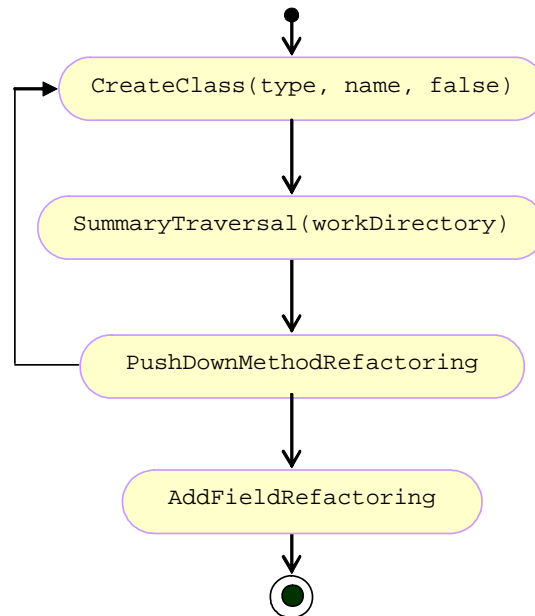 CreateClass(type, name, false)
SummaryTraversal(workDirectory)
PushDownMethodRefactoring
AddFieldRefactoring